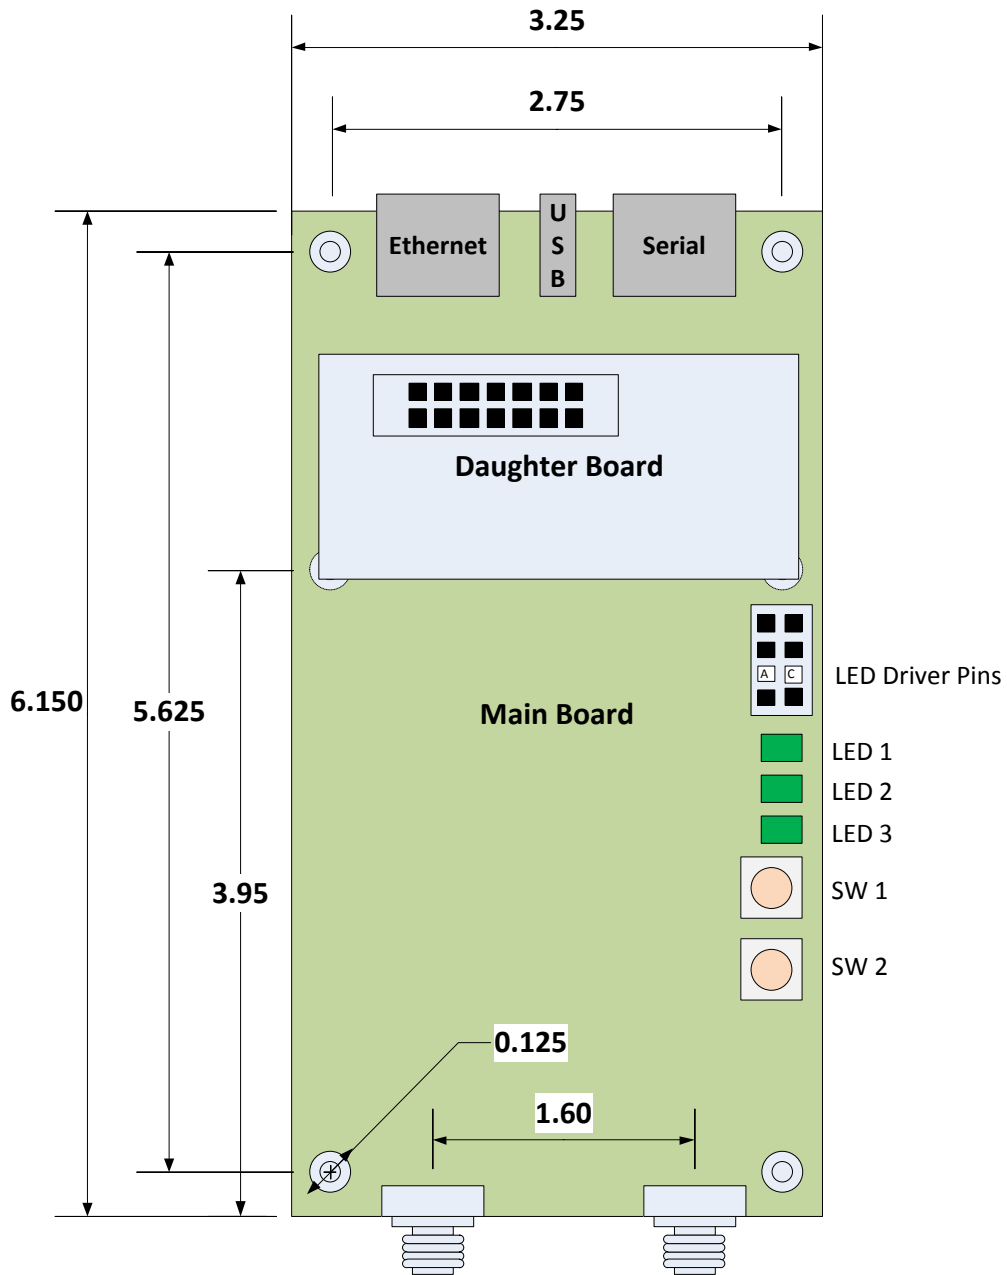 3.25
2.75
Ethernet
U
S
B
Serial
Daughter Board
A C
LED Driver Pins
6.150
5.625
Main Board
LED 1
LED 2
LED 3
3.95
SW 1
SW 2
0.125
1.60